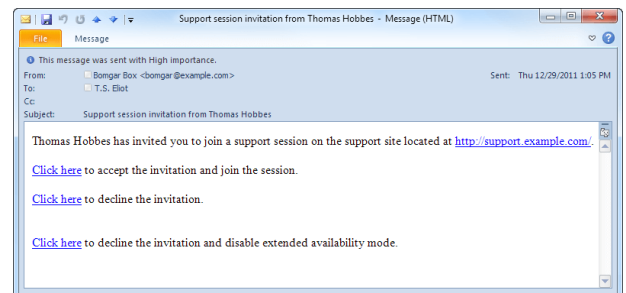 Support session invitation from Thomas Hobbes - Message (HTML)
File Message
This message was sent with High importance.
From: Bomgar Box <bomgar@example.com> Sent: Thu 12/29/2011 1:05 PM
To: T.S. Eliot
Cc:
Subject: Support session invitation from Thomas Hobbes
Thomas Hobbes has invited you to join a support session on the support site located at http://support.example.com/.
Click here to accept the invitation and join the session.
Click here to decline the invitation.
Click here to decline the invitation and disable extended availability mode.